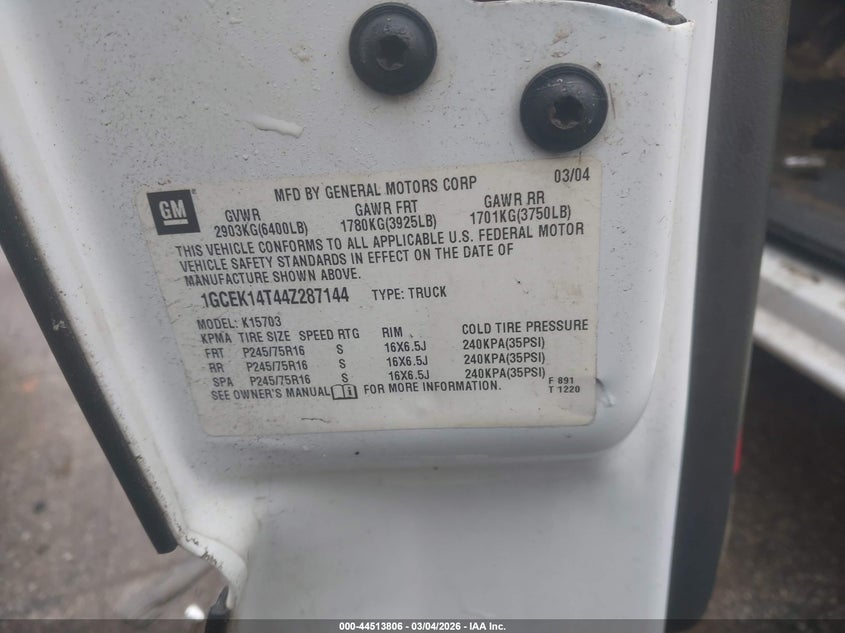 GM
MFD BY GENERAL MOTORS CORP 03/04
GVWR GAWR FRT GAWR RR
2903KG(6400LB) 1780KG(3925LB) 1701KG(3750LB)
THIS VEHICLE CONFORMS TO ALL APPLICABLE U.S. FEDERAL MOTOR
VEHICLE SAFETY STANDARDS IN EFFECT ON THE DATE OF
MANUFACTURE SHOWN ABOVE.
1GCEK14T44Z287144 TYPE: TRUCK
MODEL: K15703
KPMA TIRE SIZE SPEED RTG RIM COLD TIRE PRESSURE
FRT P245/75R16 S 16X6.5J 240KPA(35PSI)
RR P245/75R16 S 16X6.5J 240KPA(35PSI)
SPA P245/75R16 S 16X6.5J 240KPA(35PSI)
SEE OWNER'S MANUAL FOR MORE INFORMATION.
F 891
T 1220
000-44513806 - 03/04/2026 - IAA Inc.